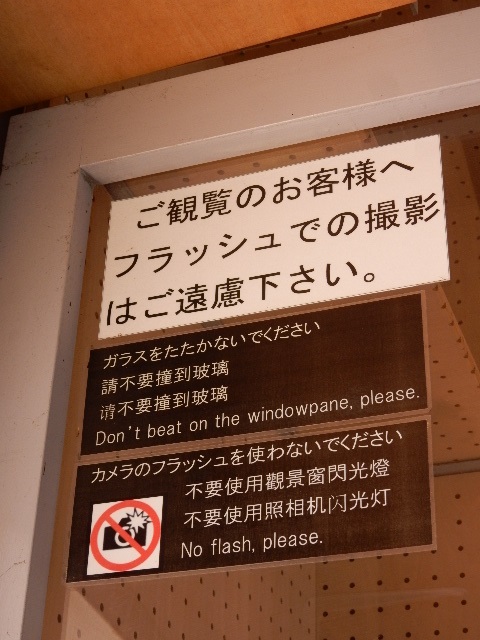 ご観覧のお客様へ
フラッシュでの撮影
はご遠慮下さい。
ガラスをたたかないでください
請不要撞到玻璃
请不要撞到玻璃
Don't beat on the windowpane, please.
カメラのフラッシュを使わないでください
不要使用觀景窗閃光燈
不要使用照相机闪光灯
No flash, please.